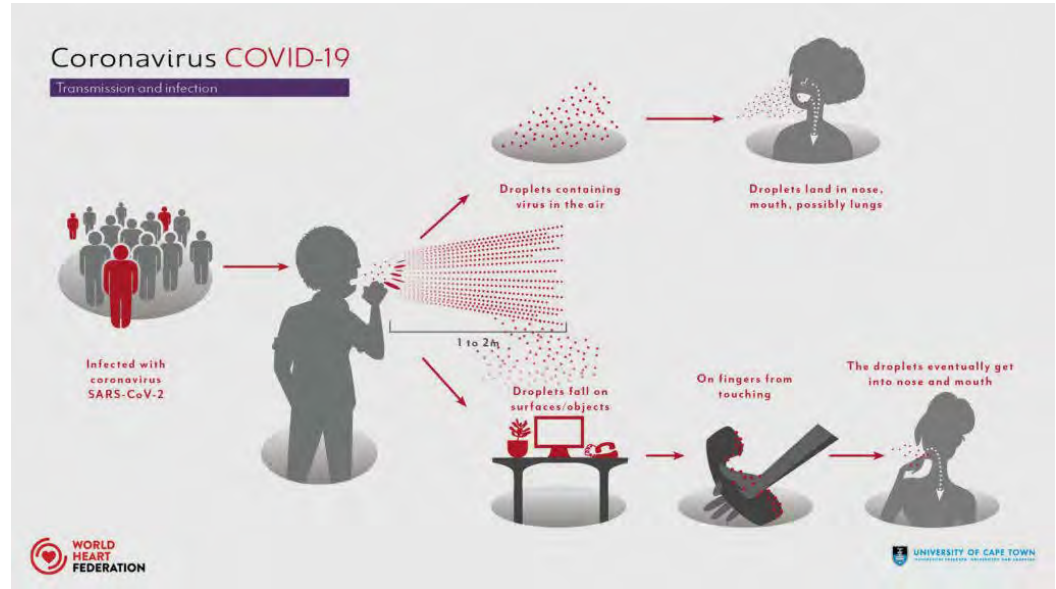 Coronavirus COVID-19
Transmission and infection
Infected with
coronavirus
SARS-CoV-2
Droplets containing
virus in the air
Droplets land in nose,
mouth, possibly lungs
1 to 2m
Droplets fall on
surfaces/objects
On fingers from
touching
The droplets eventually get
into nose and mouth
WORLD
HEART
FEDERATION
UNIVERSITY OF CAPE TOWN